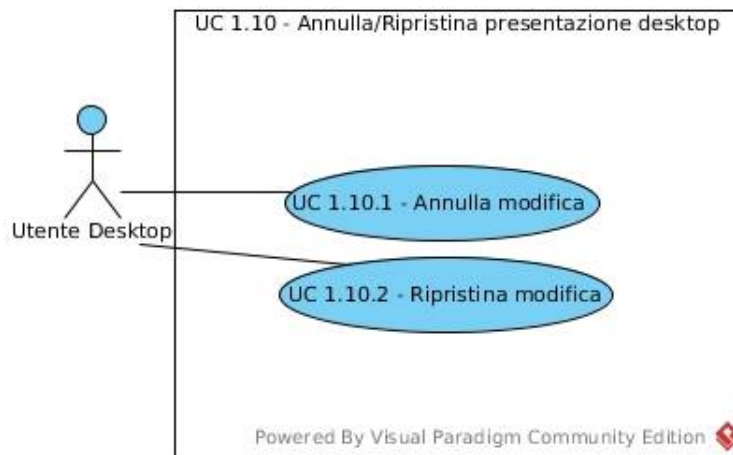 UC 1.10 - Annulla/Ripristina presentazione desktop
UC 1.10.1 - Annulla modifica
Utente Desktop
UC 1.10.2 - Ripristina modifica
Powered By Visual Paradigm Community Edition